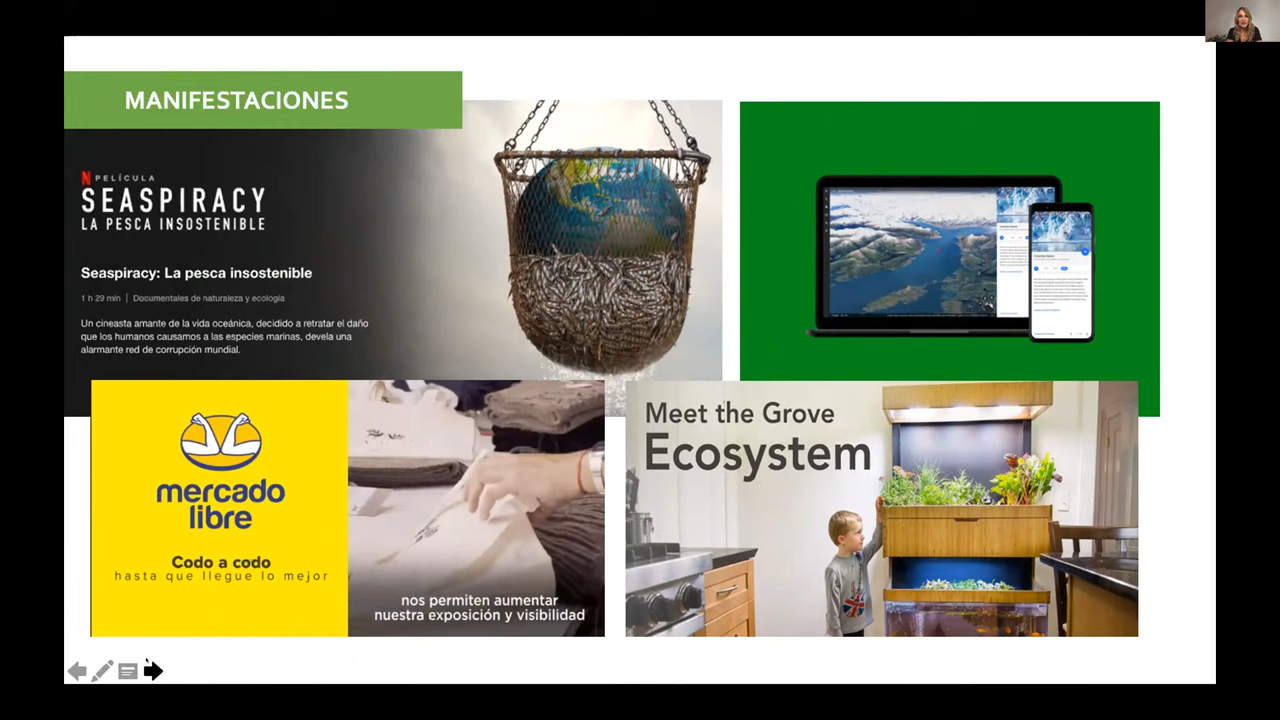 MANIFESTACIONES
N PELÍCULA
SEASPIRACY
LA PESCA INSOSTENIBLE
Seaspiracy: La pesca insostenible
1 h 29 min | Documentales de naturaleza y ecología
Un cineasta amante de la vida oceánica, decidido a retratar el daño
que los humanos causamos a las especies marinas, devela una
alarmante red de corrupción mundial.
mercado
libre
Codo a codo
hasta que llegue lo mejor
nos permiten aumentar
nuestra exposición y visibilidad
Meet the Grove
Ecosystem